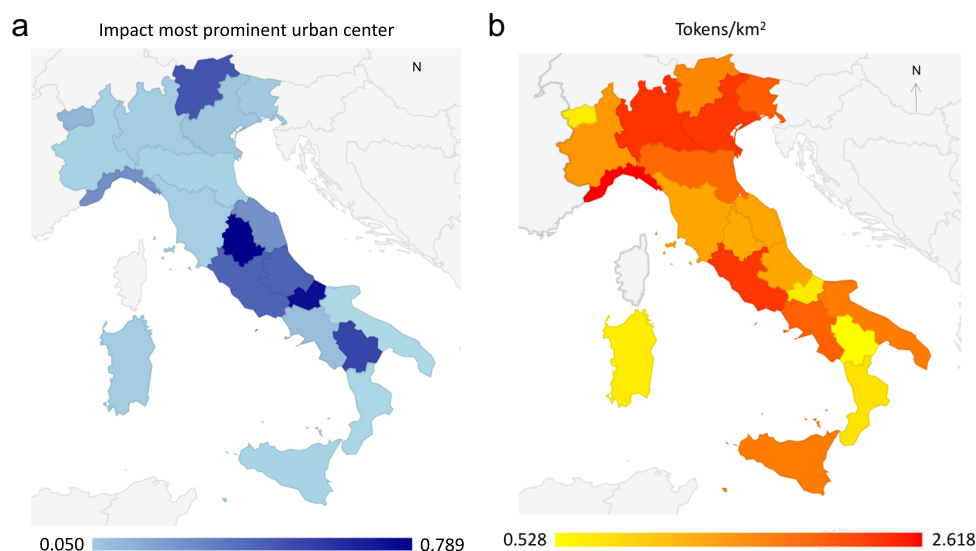 a
Impact most prominent urban center
N
0.050
0.789
b
Tokens/km²
N
0.528
2.618